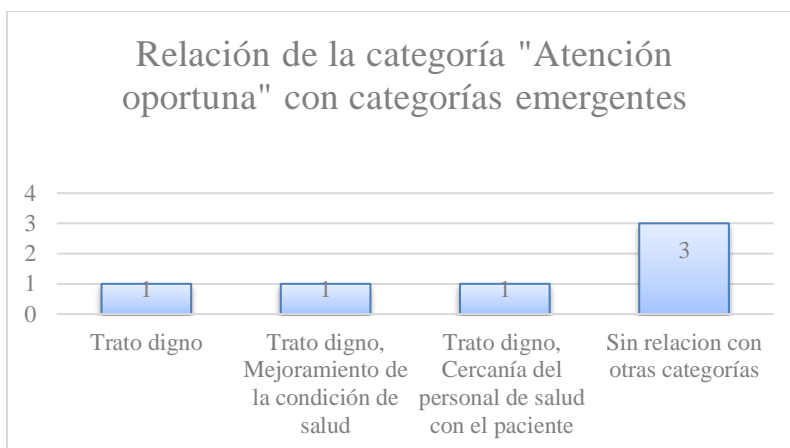 Relación de la categoría "Atención
oportuna" con categorías emergentes
4
3
2
1
0
1
1
1
3
Trato digno
Trato digno,
Mejoramiento de
la condición de
salud
Trato digno,
Cercanía del
personal de salud
con el paciente
Sin relacion con
otras categorías